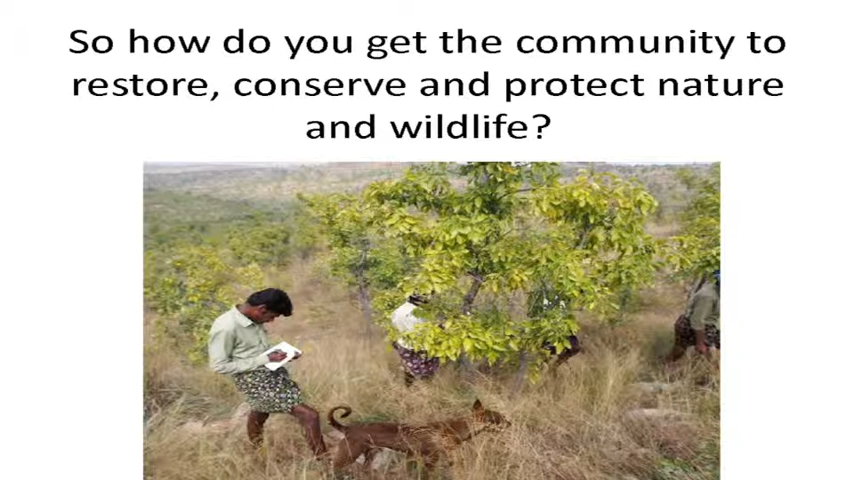 So how do you get the community to
restore, conserve and protect nature
and wildlife?